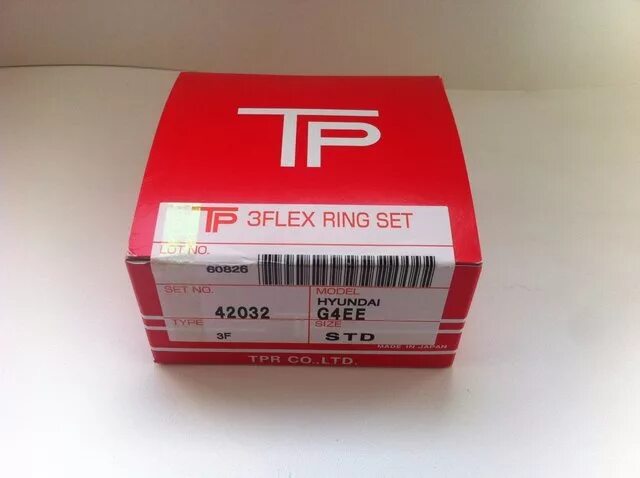 TP
TP 3FLEX RING SET
LOT NO.
60826
SET NO.
42032
MODEL
HYUNDAI
G4EE
TYPE
3F
SIZE
STD
MADE IN JAPAN
TPR CO.,LTD.